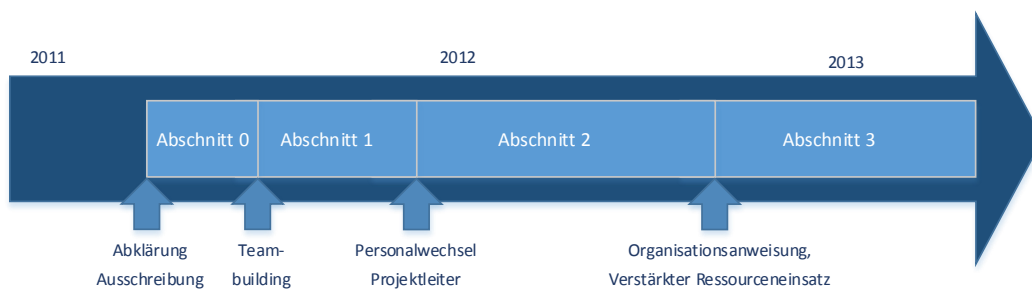 2011
2012
2013
Abschnitt 0
Abschnitt 1
Abschnitt 2
Abschnitt 3
Abklärung
Ausschreibung
Team-
building
Personalwechsel
Projektleiter
Organisationsanweisung,
Verstärkter Ressourceneinsatz